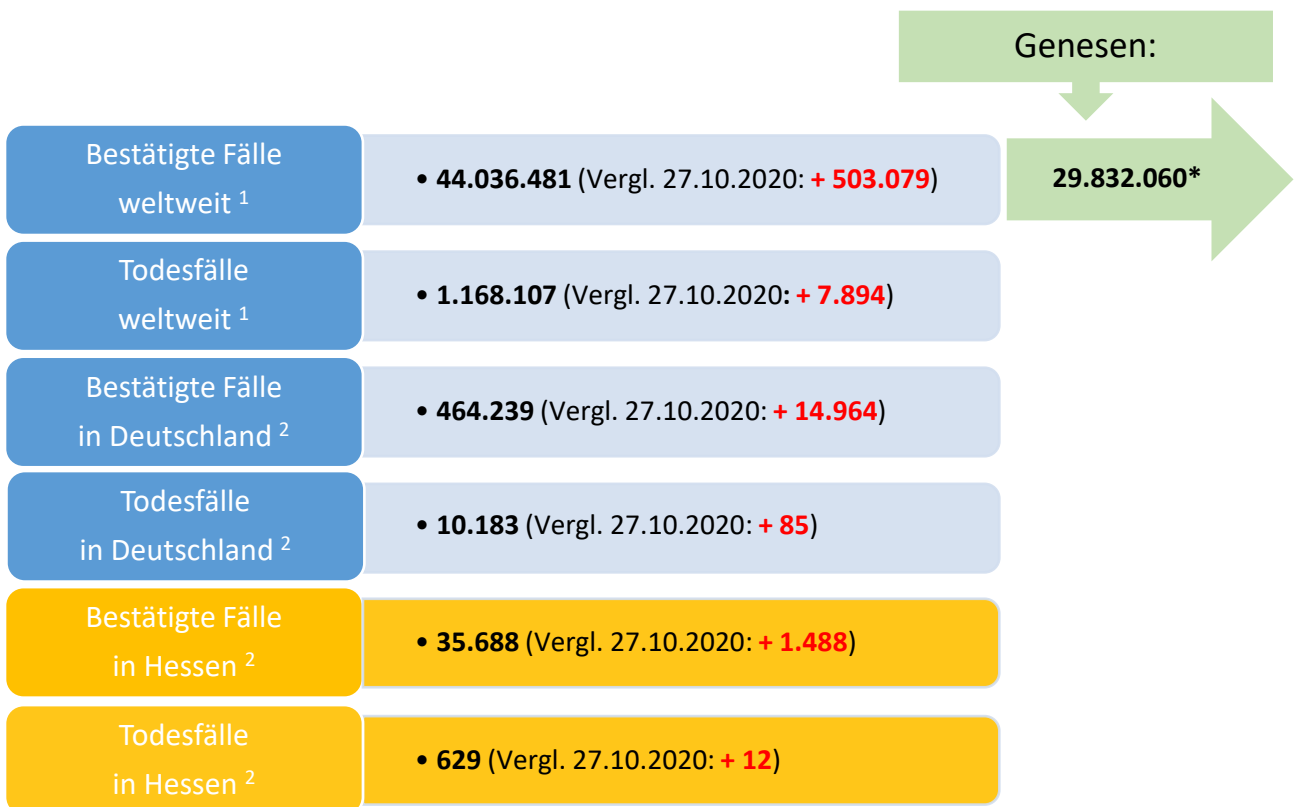 Genesen:
Bestätigte Fälle
weltweit ¹
• 44.036.481 (Vergl. 27.10.2020: + 503.079)
29.832.060*
Todesfälle
weltweit ¹
• 1.168.107 (Vergl. 27.10.2020: + 7.894)
Bestätigte Fälle
in Deutschland ²
• 464.239 (Vergl. 27.10.2020: + 14.964)
Todesfälle
in Deutschland ²
• 10.183 (Vergl. 27.10.2020: + 85)
Bestätigte Fälle
in Hessen ²
• 35.688 (Vergl. 27.10.2020: + 1.488)
Todesfälle
in Hessen ²
• 629 (Vergl. 27.10.2020: + 12)